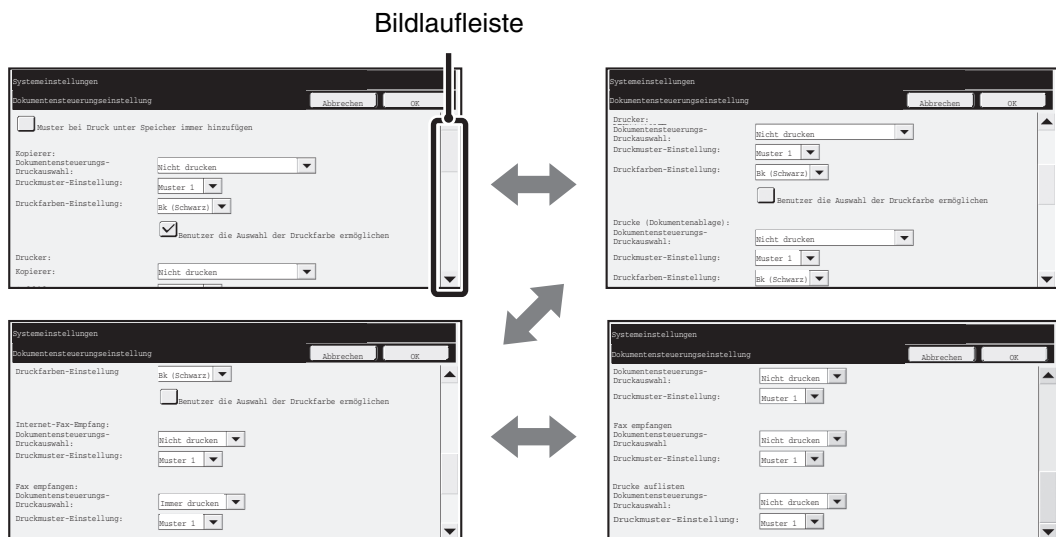 Bildlaufleiste
Systemeinstellungen
Dokumentensteuerungseinstellung
Abbrechen
OK
Muster bei Druck unter Speicher immer hinzufügen
Kopierer:
Dokumentensteuerungs-
Druckauswahl:
Nicht drucken
Druckmuster-Einstellung:
Muster 1
Druckfarben-Einstellung:
Bk (Schwarz)
Benutzer die Auswahl der Druckfarbe ermöglichen
Drucker:
Kopierer:
Nicht drucken
Systemeinstellungen
Dokumentensteuerungseinstellung
Abbrechen
OK
Drucker:
Dokumentensteuerungs-
Druckauswahl:
Nicht drucken
Druckmuster-Einstellung:
Muster 1
Druckfarben-Einstellung:
Bk (Schwarz)
Benutzer die Auswahl der Druckfarbe ermöglichen
Drucke (Dokumentenablage):
Dokumentensteuerungs-
Druckauswahl:
Nicht drucken
Druckmuster-Einstellung:
Muster 1
Druckfarben-Einstellung:
Bk (Schwarz)
Systemeinstellungen
Dokumentensteuerungseinstellung
Abbrechen
OK
Druckfarben-Einstellung
Bk (Schwarz)
Benutzer die Auswahl der Druckfarbe ermöglichen
Internet-Fax-Empfang:
Dokumentensteuerungs-
Druckauswahl:
Nicht drucken
Druckmuster-Einstellung:
Muster 1
Fax empfangen:
Dokumentensteuerungs-
Druckauswahl:
Immer drucken
Druckmuster-Einstellung:
Muster 1
Systemeinstellungen
Dokumentensteuerungseinstellung
Abbrechen
OK
Dokumentensteuerungs-
Druckauswahl:
Nicht drucken
Druckmuster-Einstellung:
Muster 1
Fax empfangen
Dokumentensteuerungs-
Druckauswahl
Nicht drucken
Druckmuster-Einstellung:
Muster 1
Drucke auflisten
Dokumentensteuerungs-
Druckauswahl:
Nicht drucken
Druckmuster-Einstellung:
Muster 1